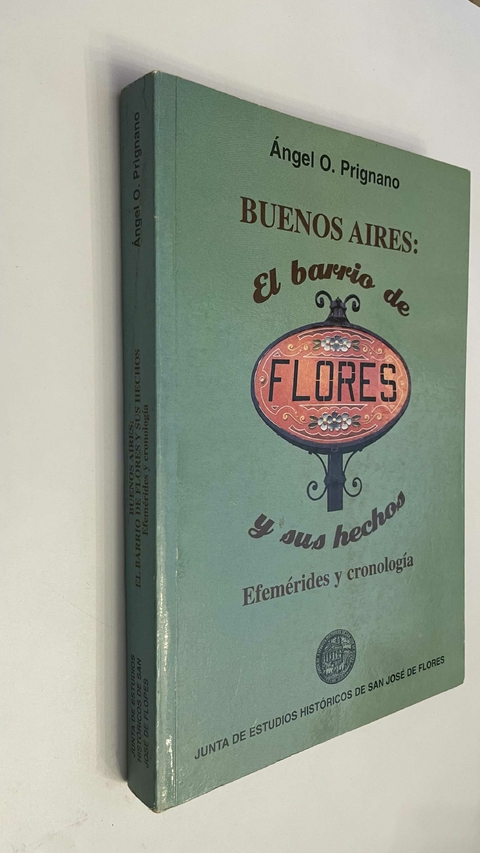 Ángel O. Prignano
BUENOS AIRES:
El barrio de
FLORES
y sus hechos
Efemérides y cronología
JUNTA DE ESTUDIOS HISTÓRICOS DE SAN JOSÉ DE FLORES
Ángel O. Prignano
BUENOS AIRES:
EL BARRIO DE FLORES Y SUS HECHOS
Efemérides y cronología
JUNTA DE ESTUDIOS
HISTÓRICOS DE SAN
JOSÉ DE FLORES